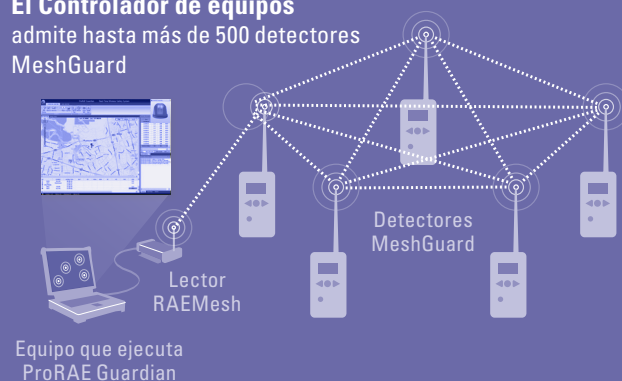 El Controlador de equipos
admite hasta más de 500 detectores
MeshGuard
Detectores
MeshGuard
Lector
RAEMesh
Equipo que ejecuta
ProRAE Guardian